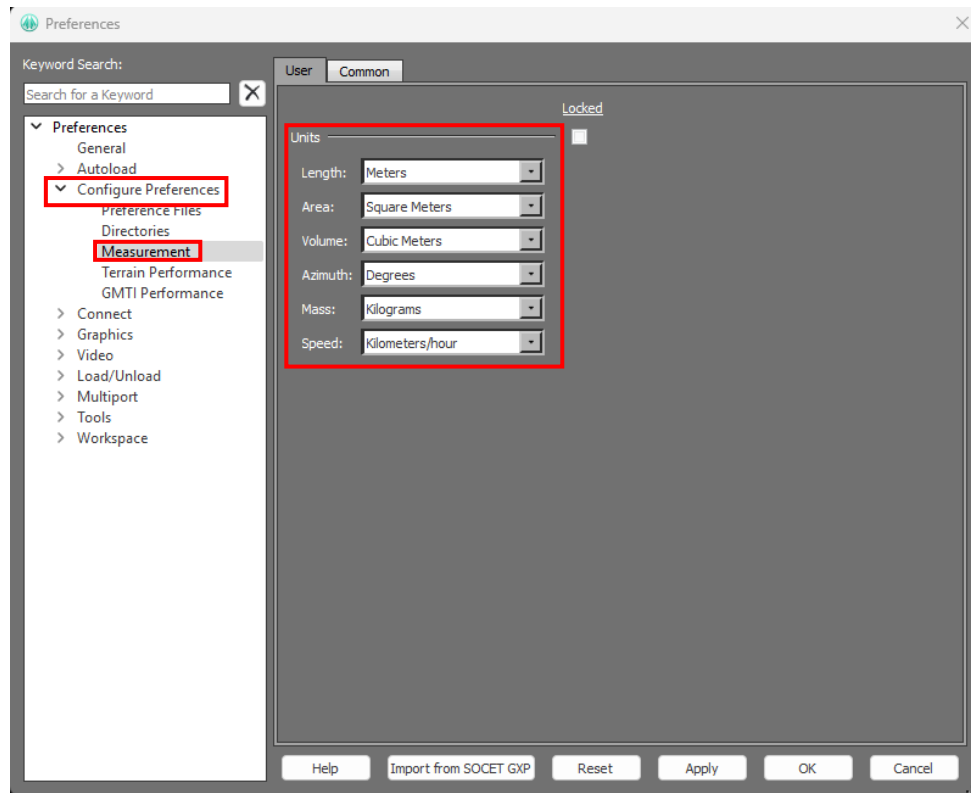 Preferences
Keyword Search:
Search for a Keyword
Preferences
General
Autoload
Configure Preferences
Preference Files
Directories
Measurement
Terrain Performance
GMTI Performance
Connect
Graphics
Video
Load/Unload
Multiport
Tools
Workspace
User Common
Locked
Units
Length: Meters
Area: Square Meters
Volume: Cubic Meters
Azimuth: Degrees
Mass: Kilograms
Speed: Kilometers/hour
Help Import from SOCET GXP Reset Apply OK Cancel